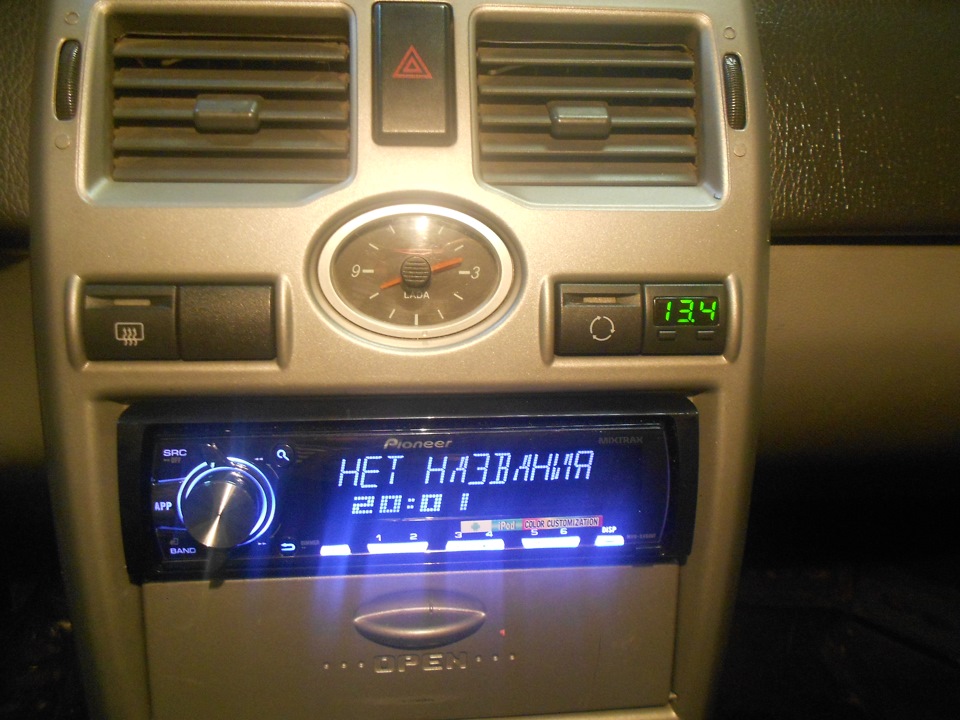 9 3
LADA
13.4
Pioneer
MIXTRAX
SRC
OFF
НЕТ НАЗВАНИЯ
APP
20:01
iPod COLOR CUSTOMIZATION
1 2 3 4 5 6 DISP
BAND
OPEN